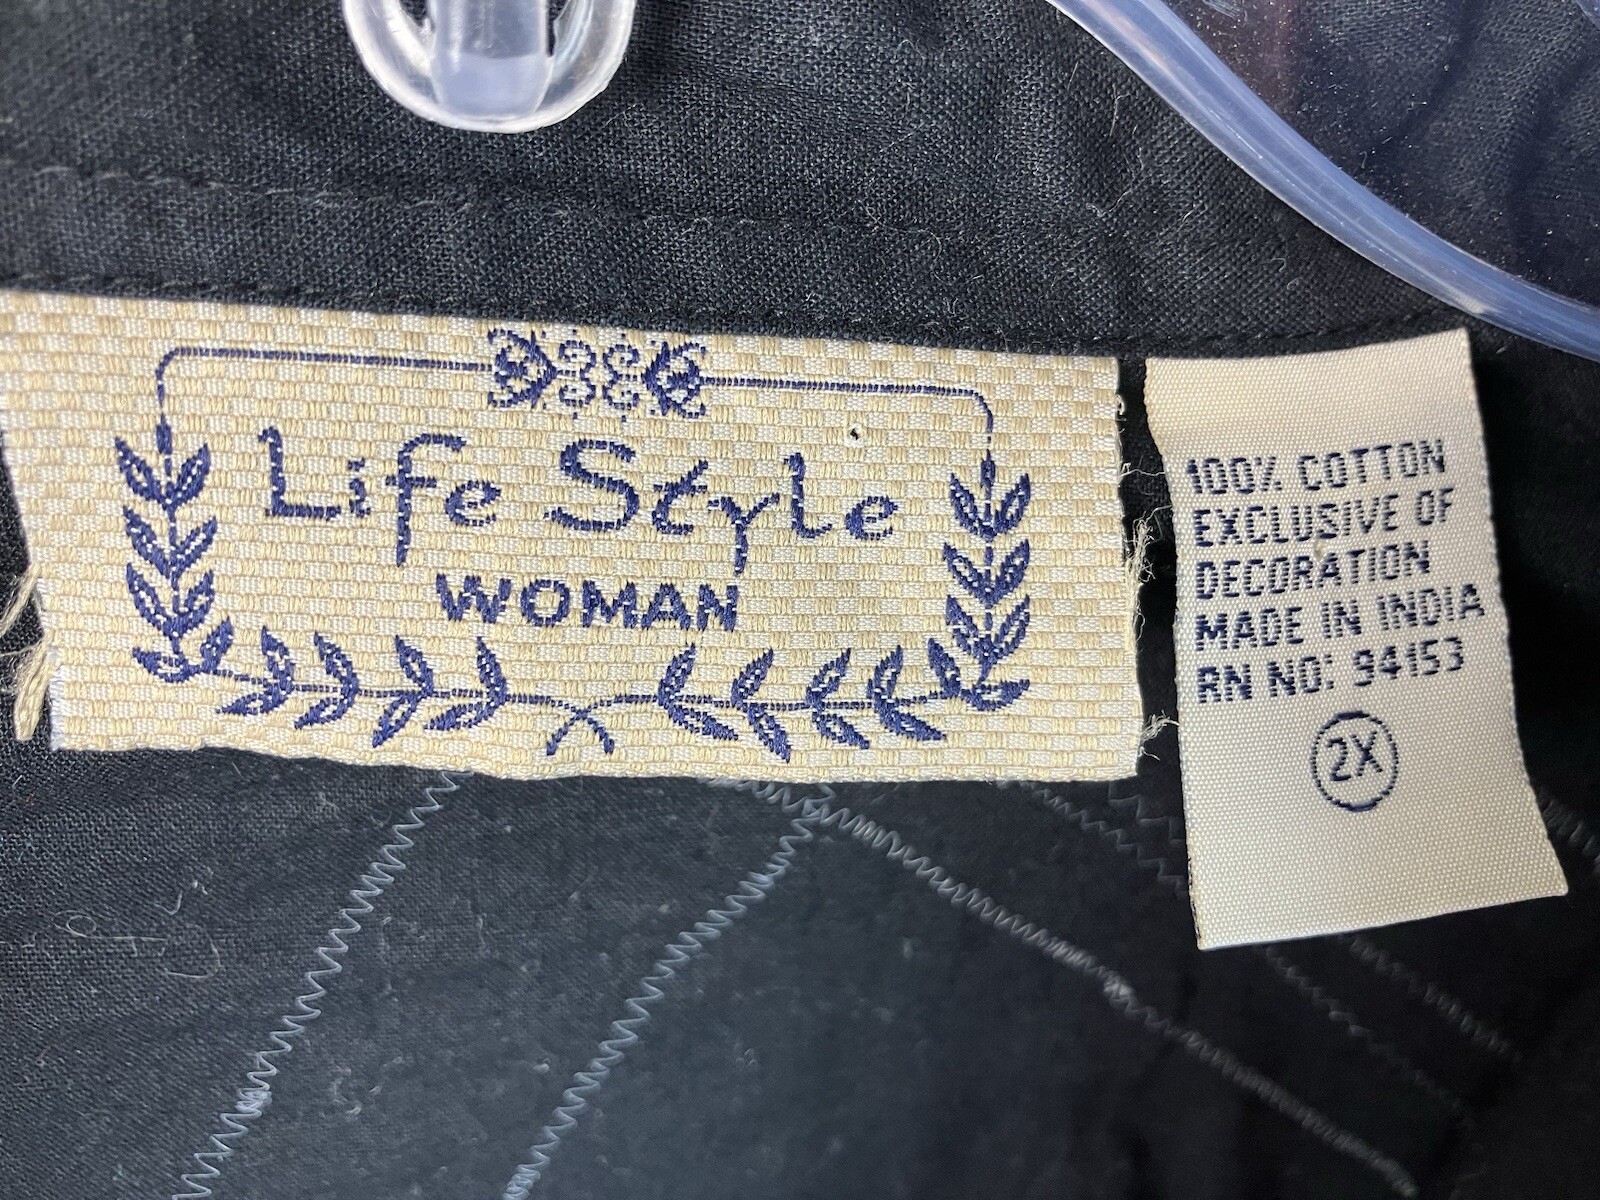 Life Style
WOMAN
100% COTTON
EXCLUSIVE OF
DECORATION
MADE IN INDIA
RN NO: 94153
2X